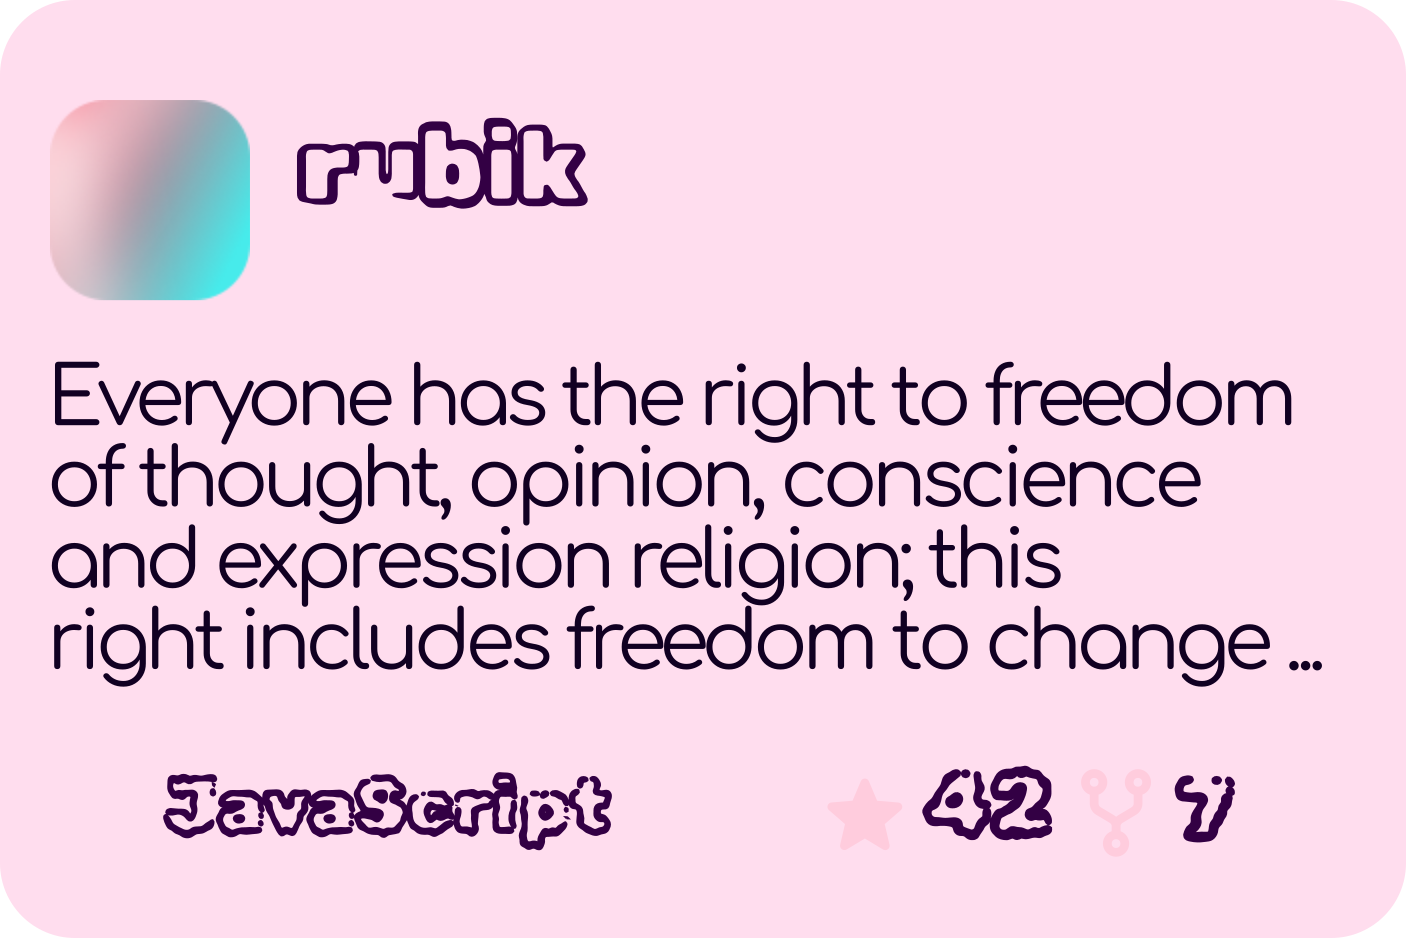 rubik
Everyone has the right to freedom
of thought, opinion, conscience
and expression religion; this
right includes freedom to change ...
JavaScript
42
7